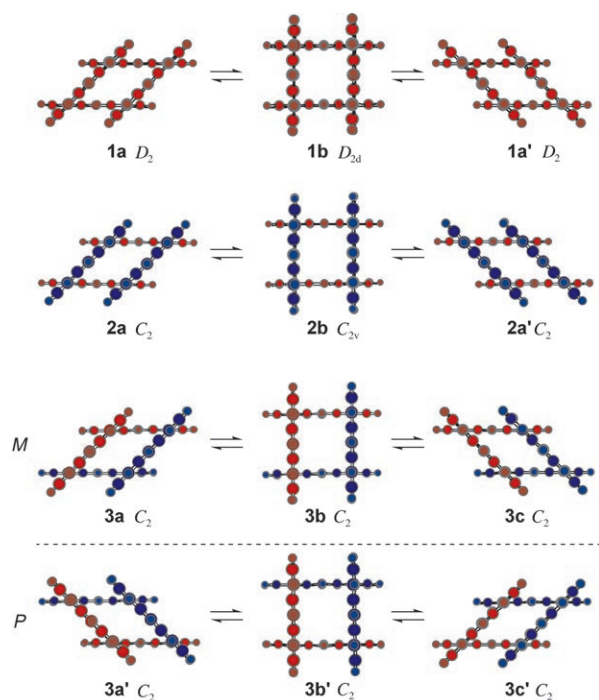 1a D₂ 1b D₂d 1a' D₂
2a C₂ 2b C₂v 2a' C₂
M
3a C₂ 3b C₂ 3c C₂
P
3a' C₂ 3b' C₂ 3c' C₂